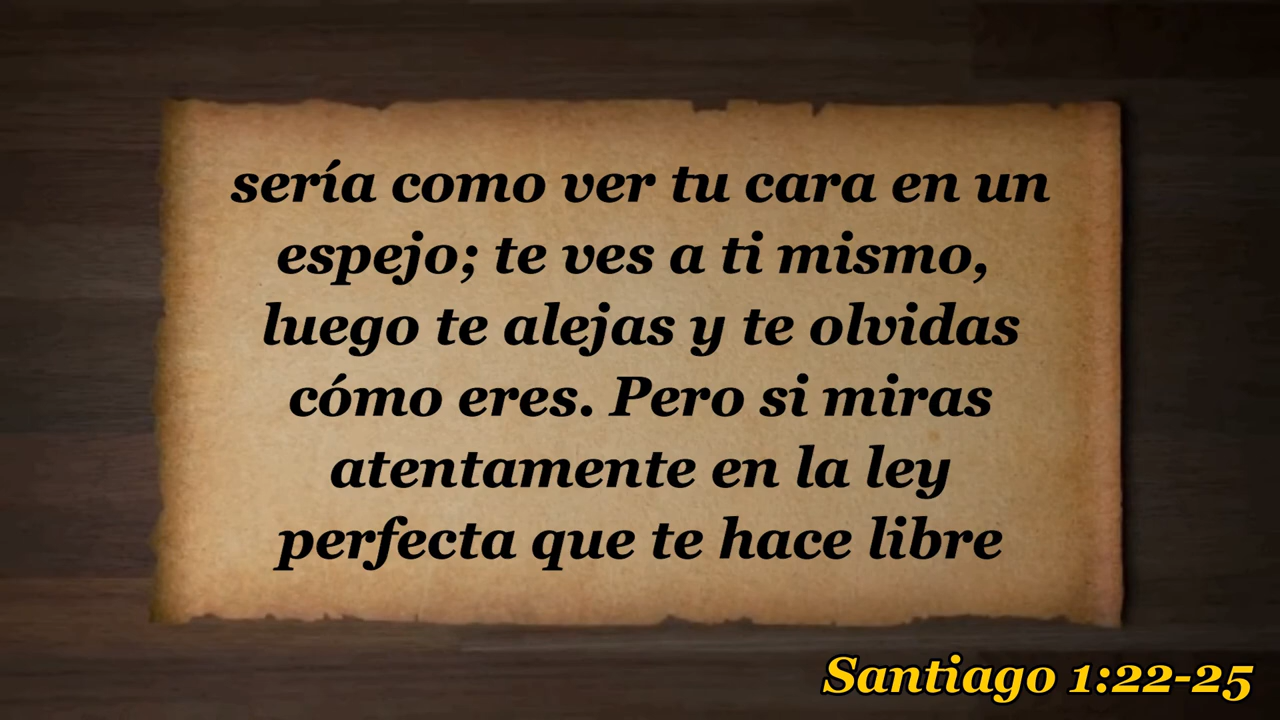 sería como ver tu cara en un
espejo; te ves a ti mismo,
luego te alejas y te olvidas
cómo eres. Pero si miras
atentamente en la ley
perfecta que te hace libre
Santiago 1:22-25